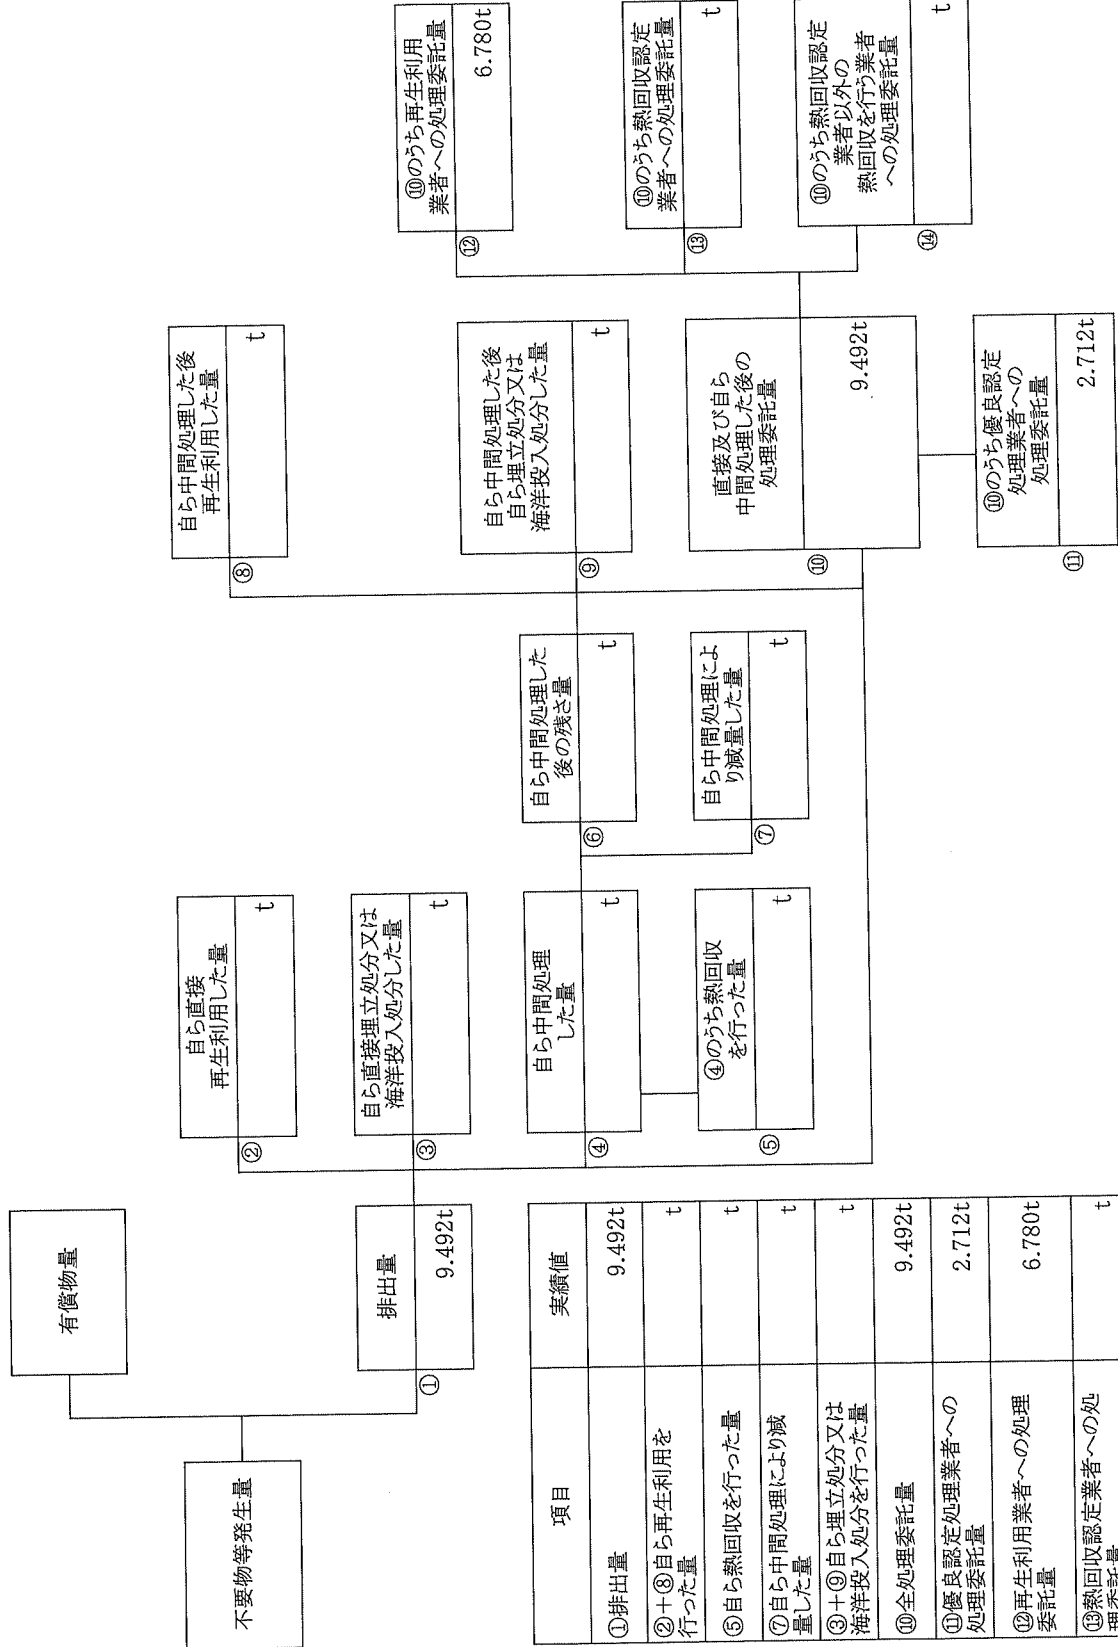 不要物等発生量
有償物量
排出量
①
9.492t
自ら直接
再生利用した量
②
t
自ら直接埋立処分又は
海洋投入処分した量
③
t
自ら中間処理
した量
④
t
④のうち熱回収
を行った量
⑤
t
自ら中間処理した
後の残さ量
⑥
t
自ら中間処理によ
り減量した量
⑦
t
自ら中間処理した後
再生利用した量
⑧
t
自ら中間処理した後
自ら埋立処分又は
海洋投入処分した量
⑨
t
直接及び自ら
中間処理した後の
処理委託量
⑩
9.492t
⑩のうち優良認定
処理業者への
処理委託量
⑪
2.712t
⑩のうち再生利用
業者への処理委託量
⑫
6.780t
⑩のうち熱回収認定
業者への処理委託量
⑬
t
⑩のうち熱回収認定
業者以外の
熱回収を行う業者
への処理委託量
⑭
t
項目 実績値
①排出量 9.492t
②+⑧自ら再生利用を
行った量 t
⑤自ら熱回収を行った量 t
⑦自ら中間処理により減
量した量 t
③+⑨自ら埋立処分又は
海洋投入処分を行った量 t
⑩全処理委託量 9.492t
⑪優良認定処理業者への
処理委託量 2.712t
⑫再生利用業者への処理
委託量 6.780t
⑬熱回収認定業者への処
理委託量 t